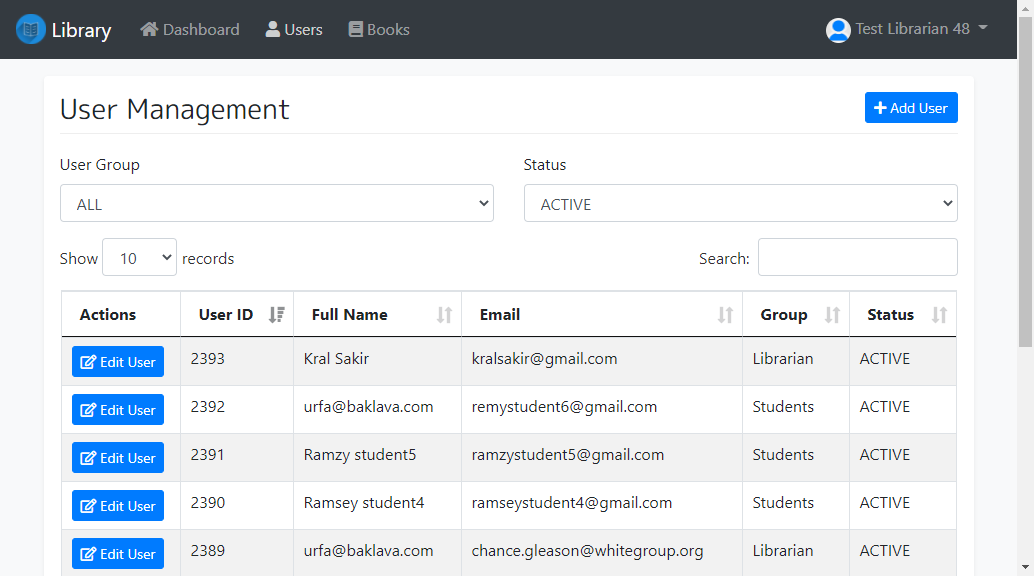 Library Dashboard Users Books Test Librarian 48
User Management Add User
User Group Status
ALL ACTIVE
Show 10 records Search:
Actions User ID Full Name Email Group Status
Edit User 2393 Kral Sakir kralsakir@gmail.com Librarian ACTIVE
Edit User 2392 urfa@baklava.com remystudent6@gmail.com Students ACTIVE
Edit User 2391 Ramzy student5 ramzystudent5@gmail.com Students ACTIVE
Edit User 2390 Ramsey student4 ramseystudent4@gmail.com Students ACTIVE
Edit User 2389 urfa@baklava.com chance.gleason@whitegroup.org Librarian ACTIVE